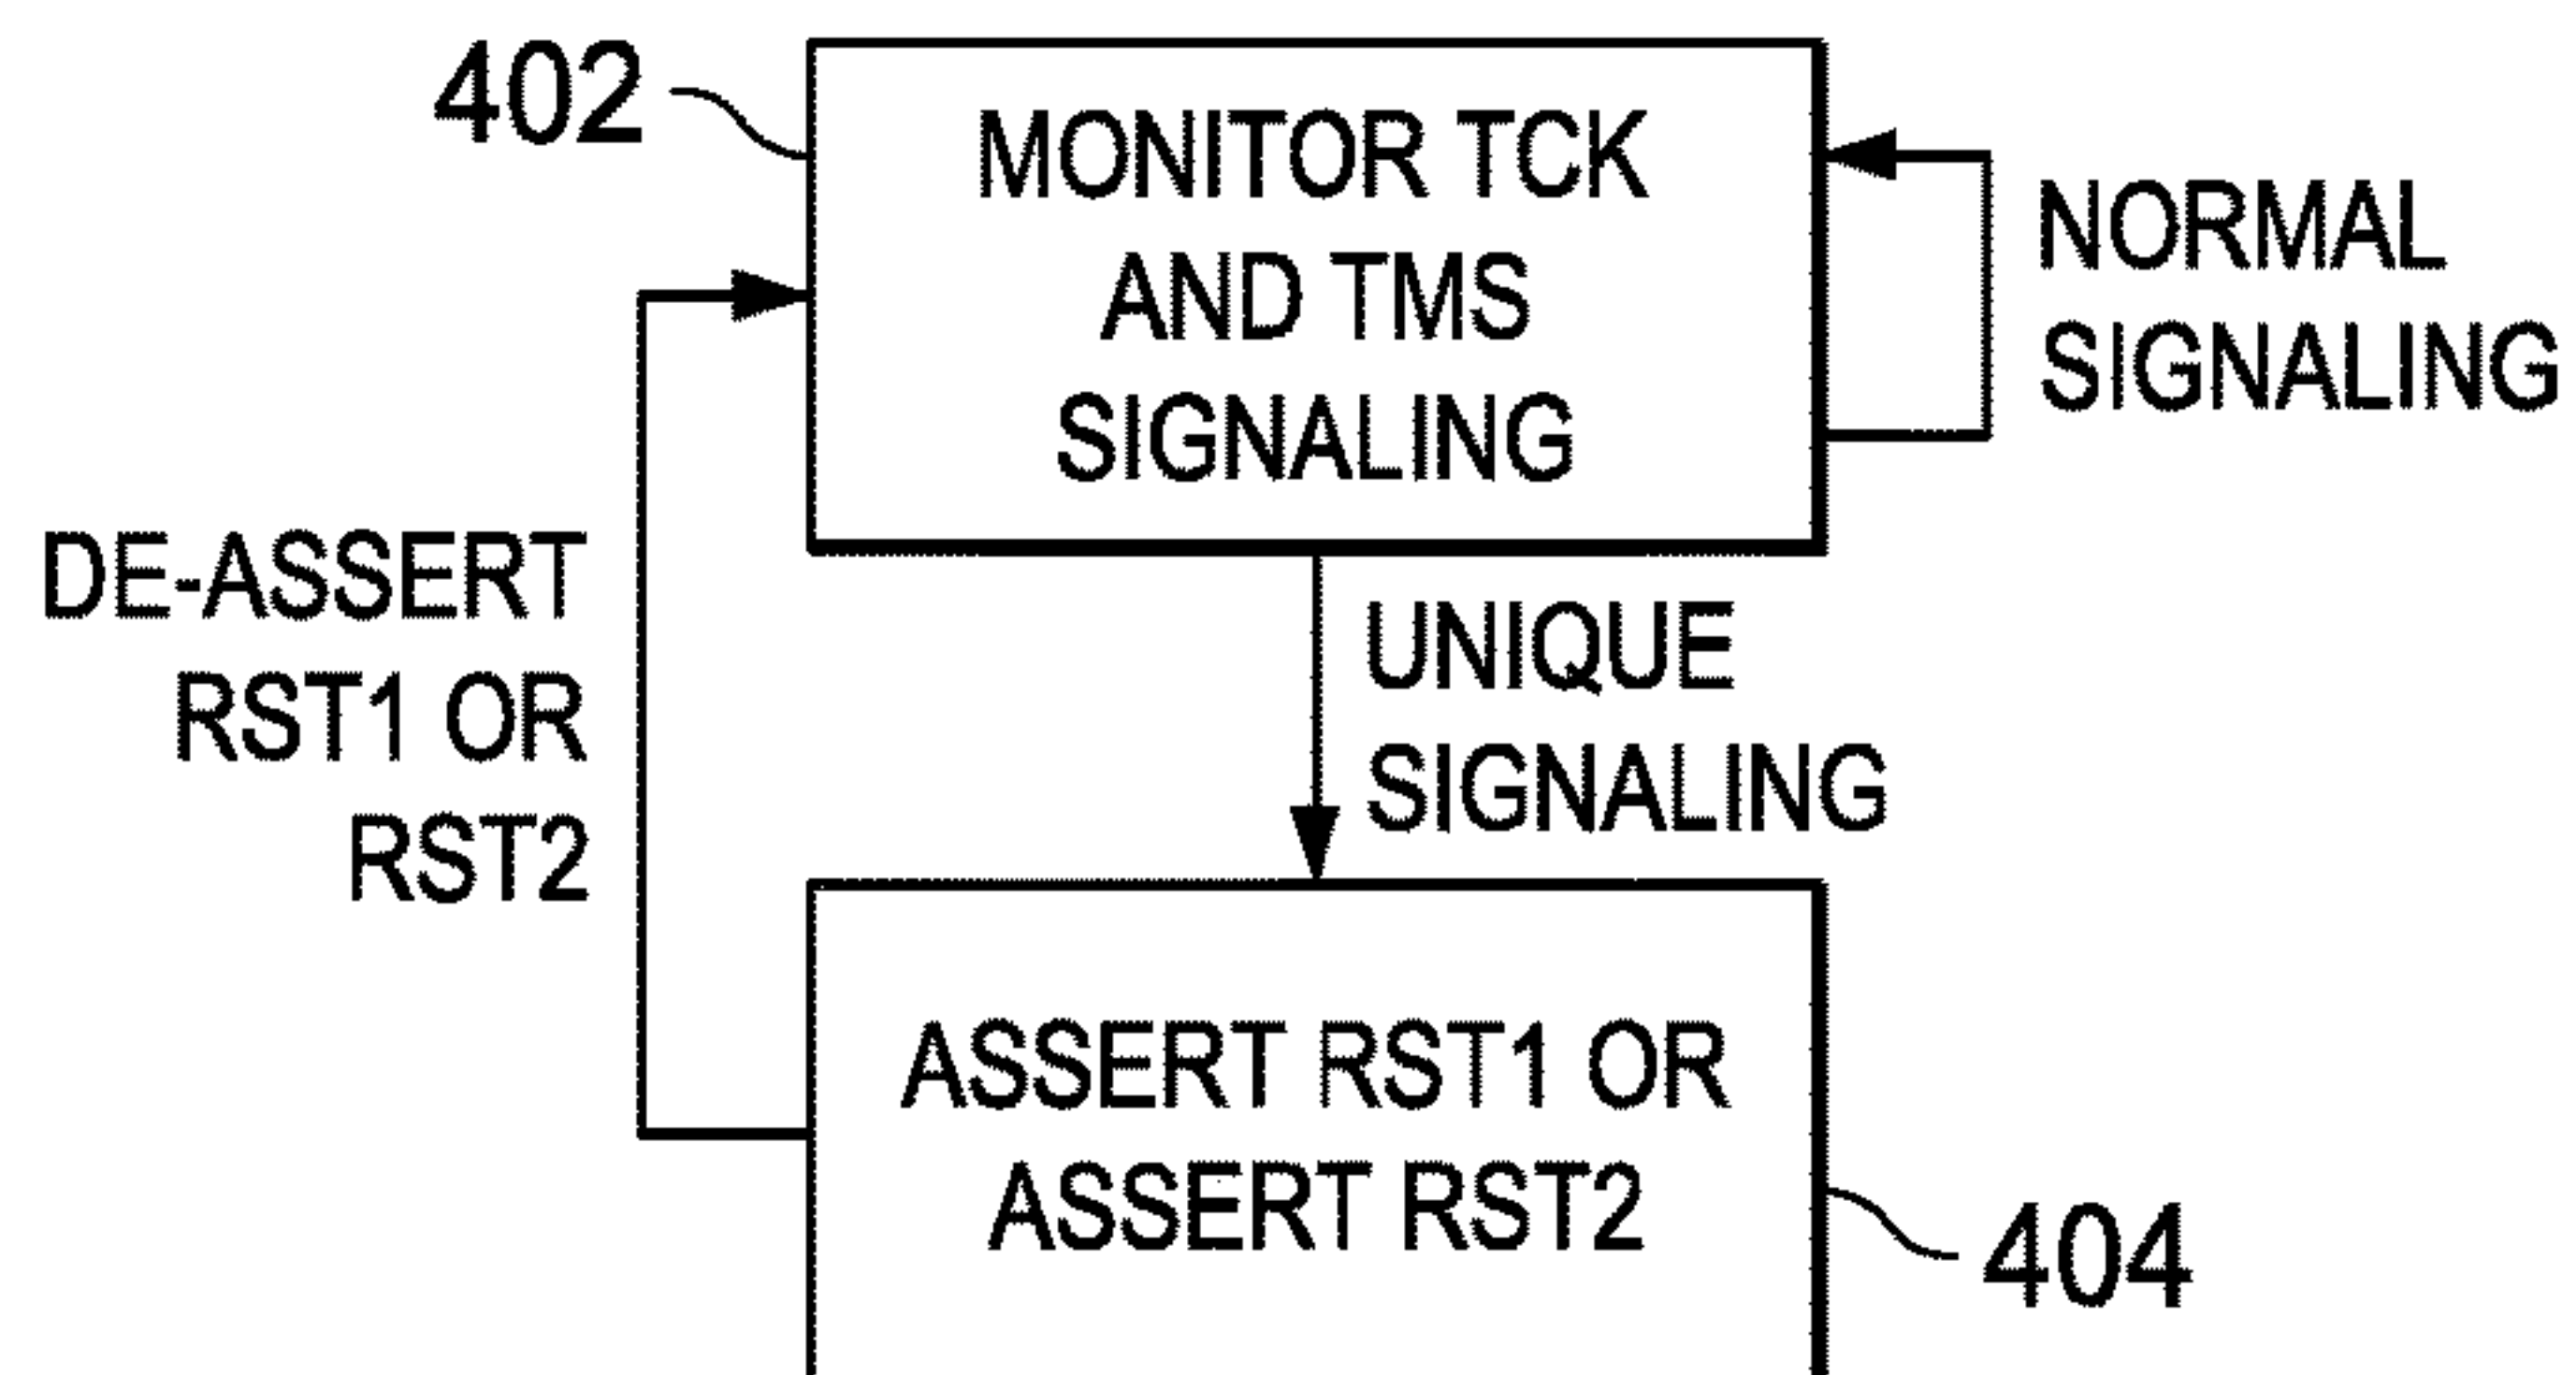 402
MONITOR TCK
AND TMS
SIGNALING
NORMAL
SIGNALING
DE-ASSERT
RST1 OR
RST2
UNIQUE
SIGNALING
ASSERT RST1 OR
ASSERT RST2
404